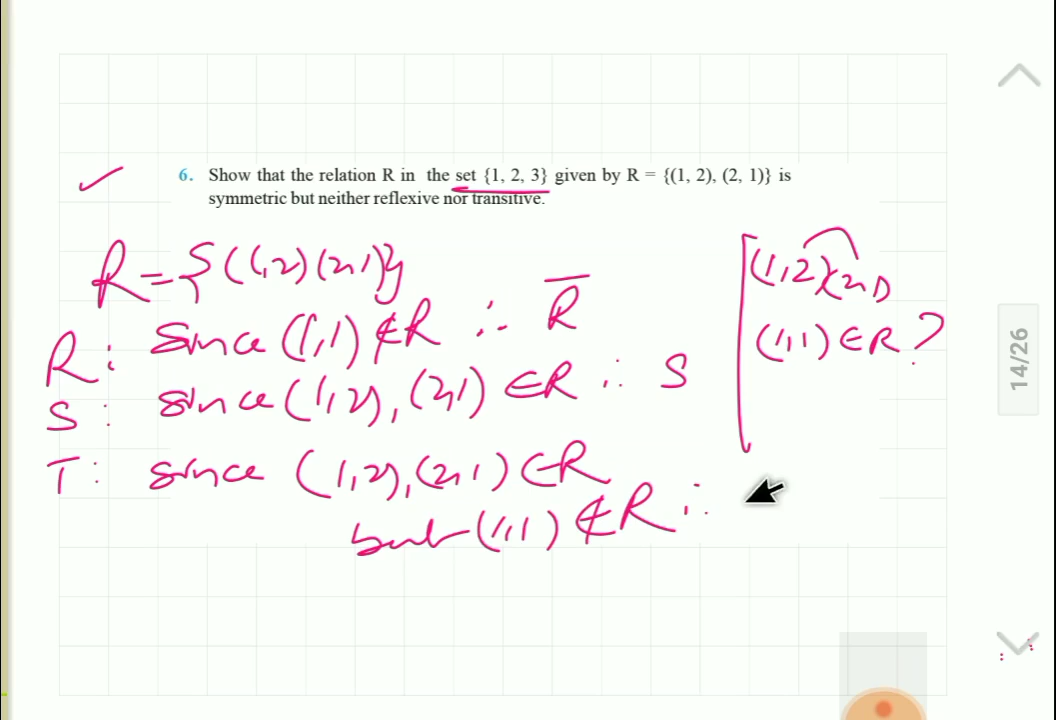 6. Show that the relation R in the set {1, 2, 3} given by R = {(1, 2), (2, 1)} is
symmetric but neither reflexive nor transitive.
R = {(1,2)(2,1)}
R: Since (1,1) ∉ R ∴ R̅
S: since (1,2), (2,1) ∈ R ∴ S
T: since (1,2), (2,1) ∈ R
but (1,1) ∉ R ∴
(1,2)(2,1)
(1,1) ∈ R ?
14/26